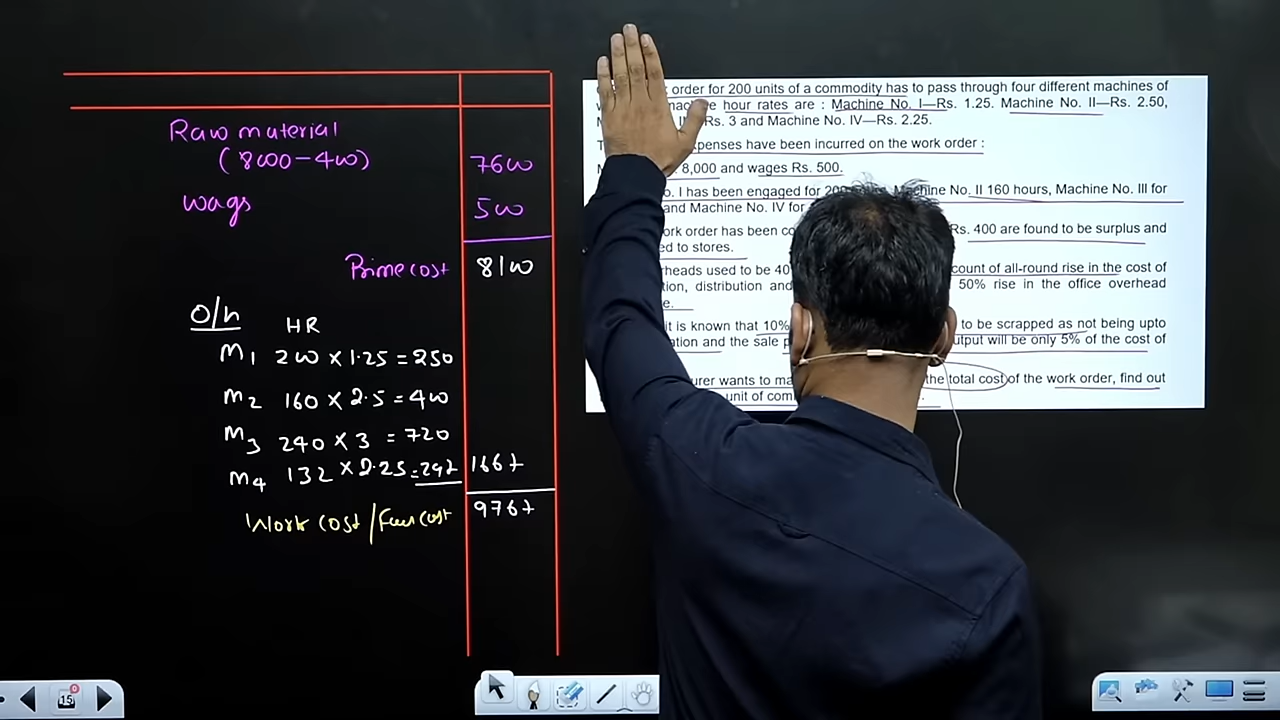 Raw material
(8000-400) 7600
wags 500
Prime cost 8100
O/h HR
M1 200 x 1.25 = 250
M2 160 x 2.5 = 400
M3 240 x 3 = 720
M4 132 x 2.25 = 297 1667
Work cost / Fac cost 9767
order for 200 units of a commodity has to pass through four different machines of
hour rates are : Machine No. I—Rs. 1.25. Machine No. II—Rs. 2.50,
Rs. 3 and Machine No. IV—Rs. 2.25.
have been incurred on the work order :
8,000 and wages Rs. 500.
I has been engaged for No. II 160 hours, Machine No. III for
and Machine No. IV for
order has been Rs. 400 are found to be surplus and
to stores.
used to be of all-round rise in the cost of
distribution and 50% rise in the office overhead
it is known that 10% to be scrapped as not being upto
and the sale will be only 5% of the cost of
wants to the total cost of the work order, find out
unit of
15